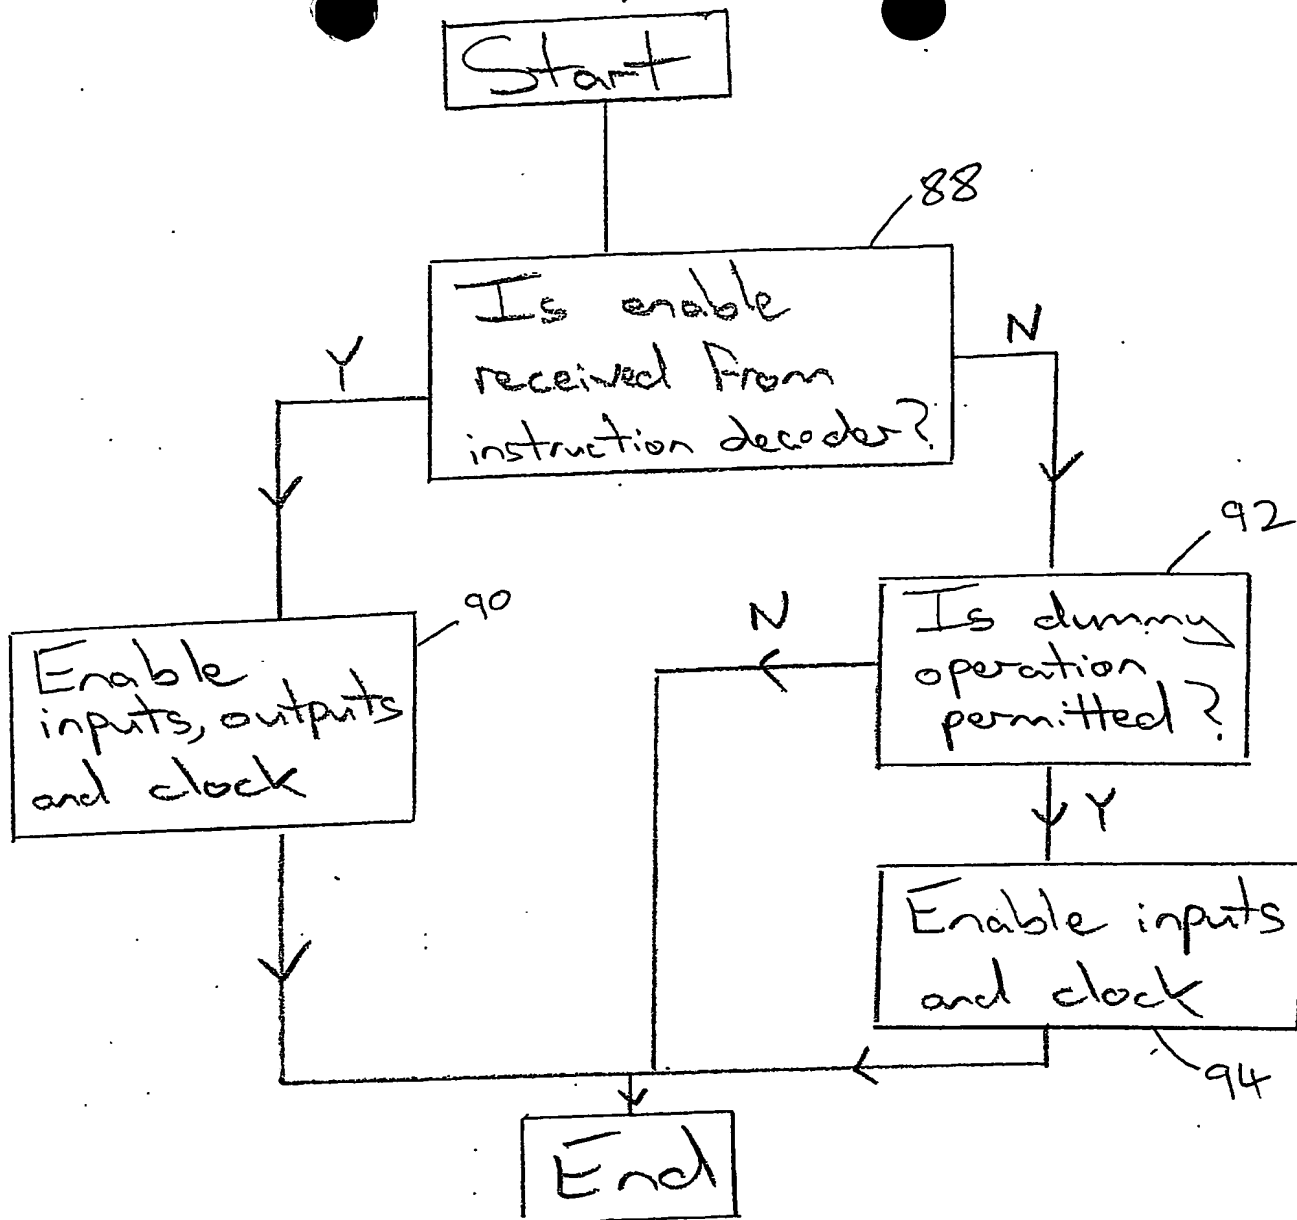 Start
88
Is enable
received from
instruction decoder?
Y
N
92
90
Enable
inputs, outputs
and clock
N
Is dummy
operation
permitted?
Y
Enable inputs
and clock
94
End